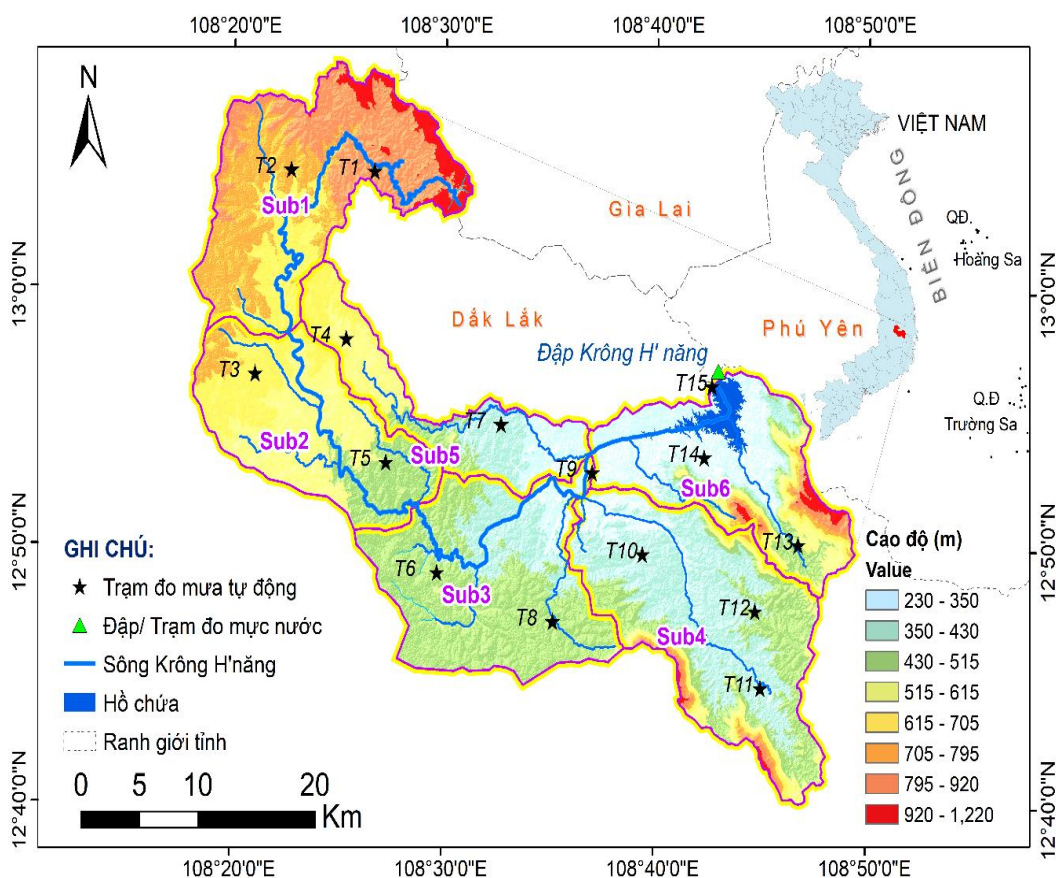 108°20'0"E
108°30'0"E
108°40'0"E
108°50'0"E
N
VIỆT NAM
BIỂN ĐÔNG
QĐ.
Hoàng Sa
QĐ
Trường Sa
T2
T1
Sub1
Gia Lai
13°0'0"N
13°0'0"N
Dắk Lắk
Phú Yên
T4
Đập Krông H' năng
T3
T15
T7
Sub2
Sub5
T5
T14
T9
Sub6
12°50'0"N
12°50'0"N
GHI CHÚ:
Trạm đo mưa tự động
Đập/ Trạm đo mực nước
Sông Krông H'năng
Hồ chứa
Ranh giới tỉnh
0 5 10 20
Km
T6
Sub3
T8
T10
T13
T12
Sub4
T11
Cao độ (m)
Value
230 - 350
350 - 430
430 - 515
515 - 615
615 - 705
705 - 795
795 - 920
920 - 1,220
12°40'0"N
12°40'0"N
108°20'0"E
108°30'0"E
108°40'0"E
108°50'0"E